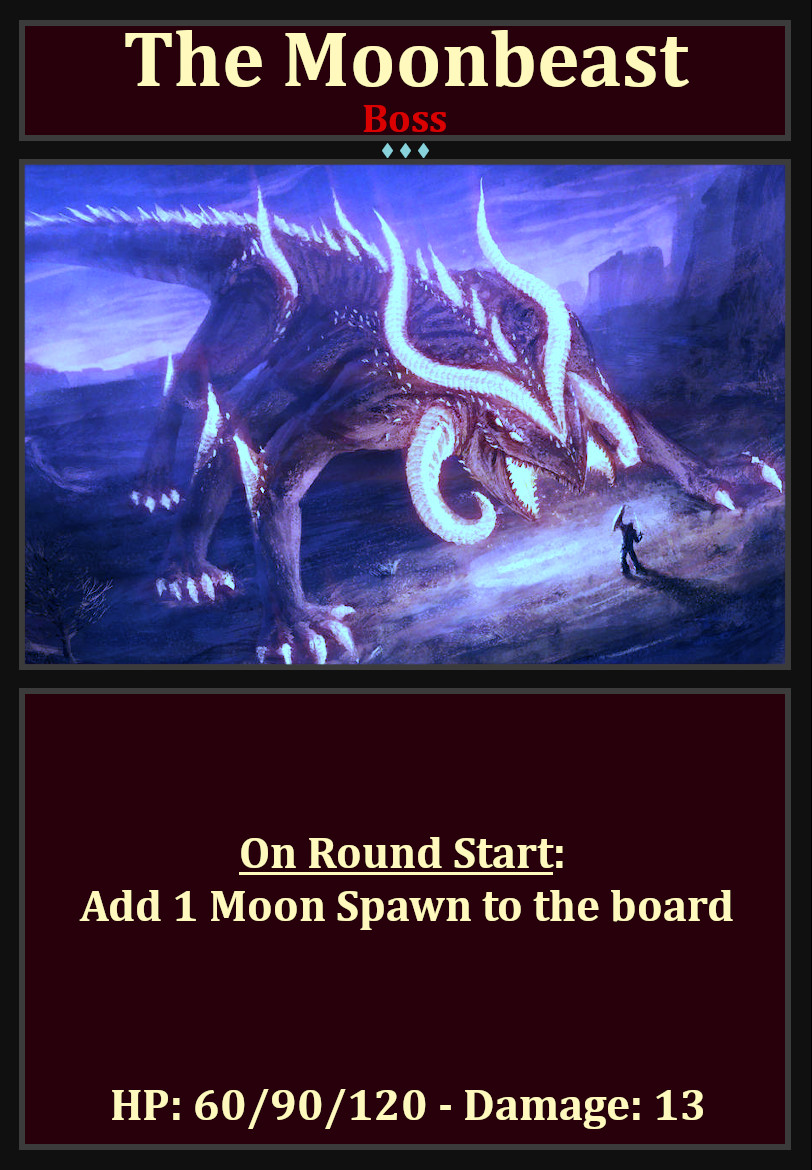 The Moonbeast
Boss
On Round Start:
Add 1 Moon Spawn to the board
HP: 60/90/120 - Damage: 13